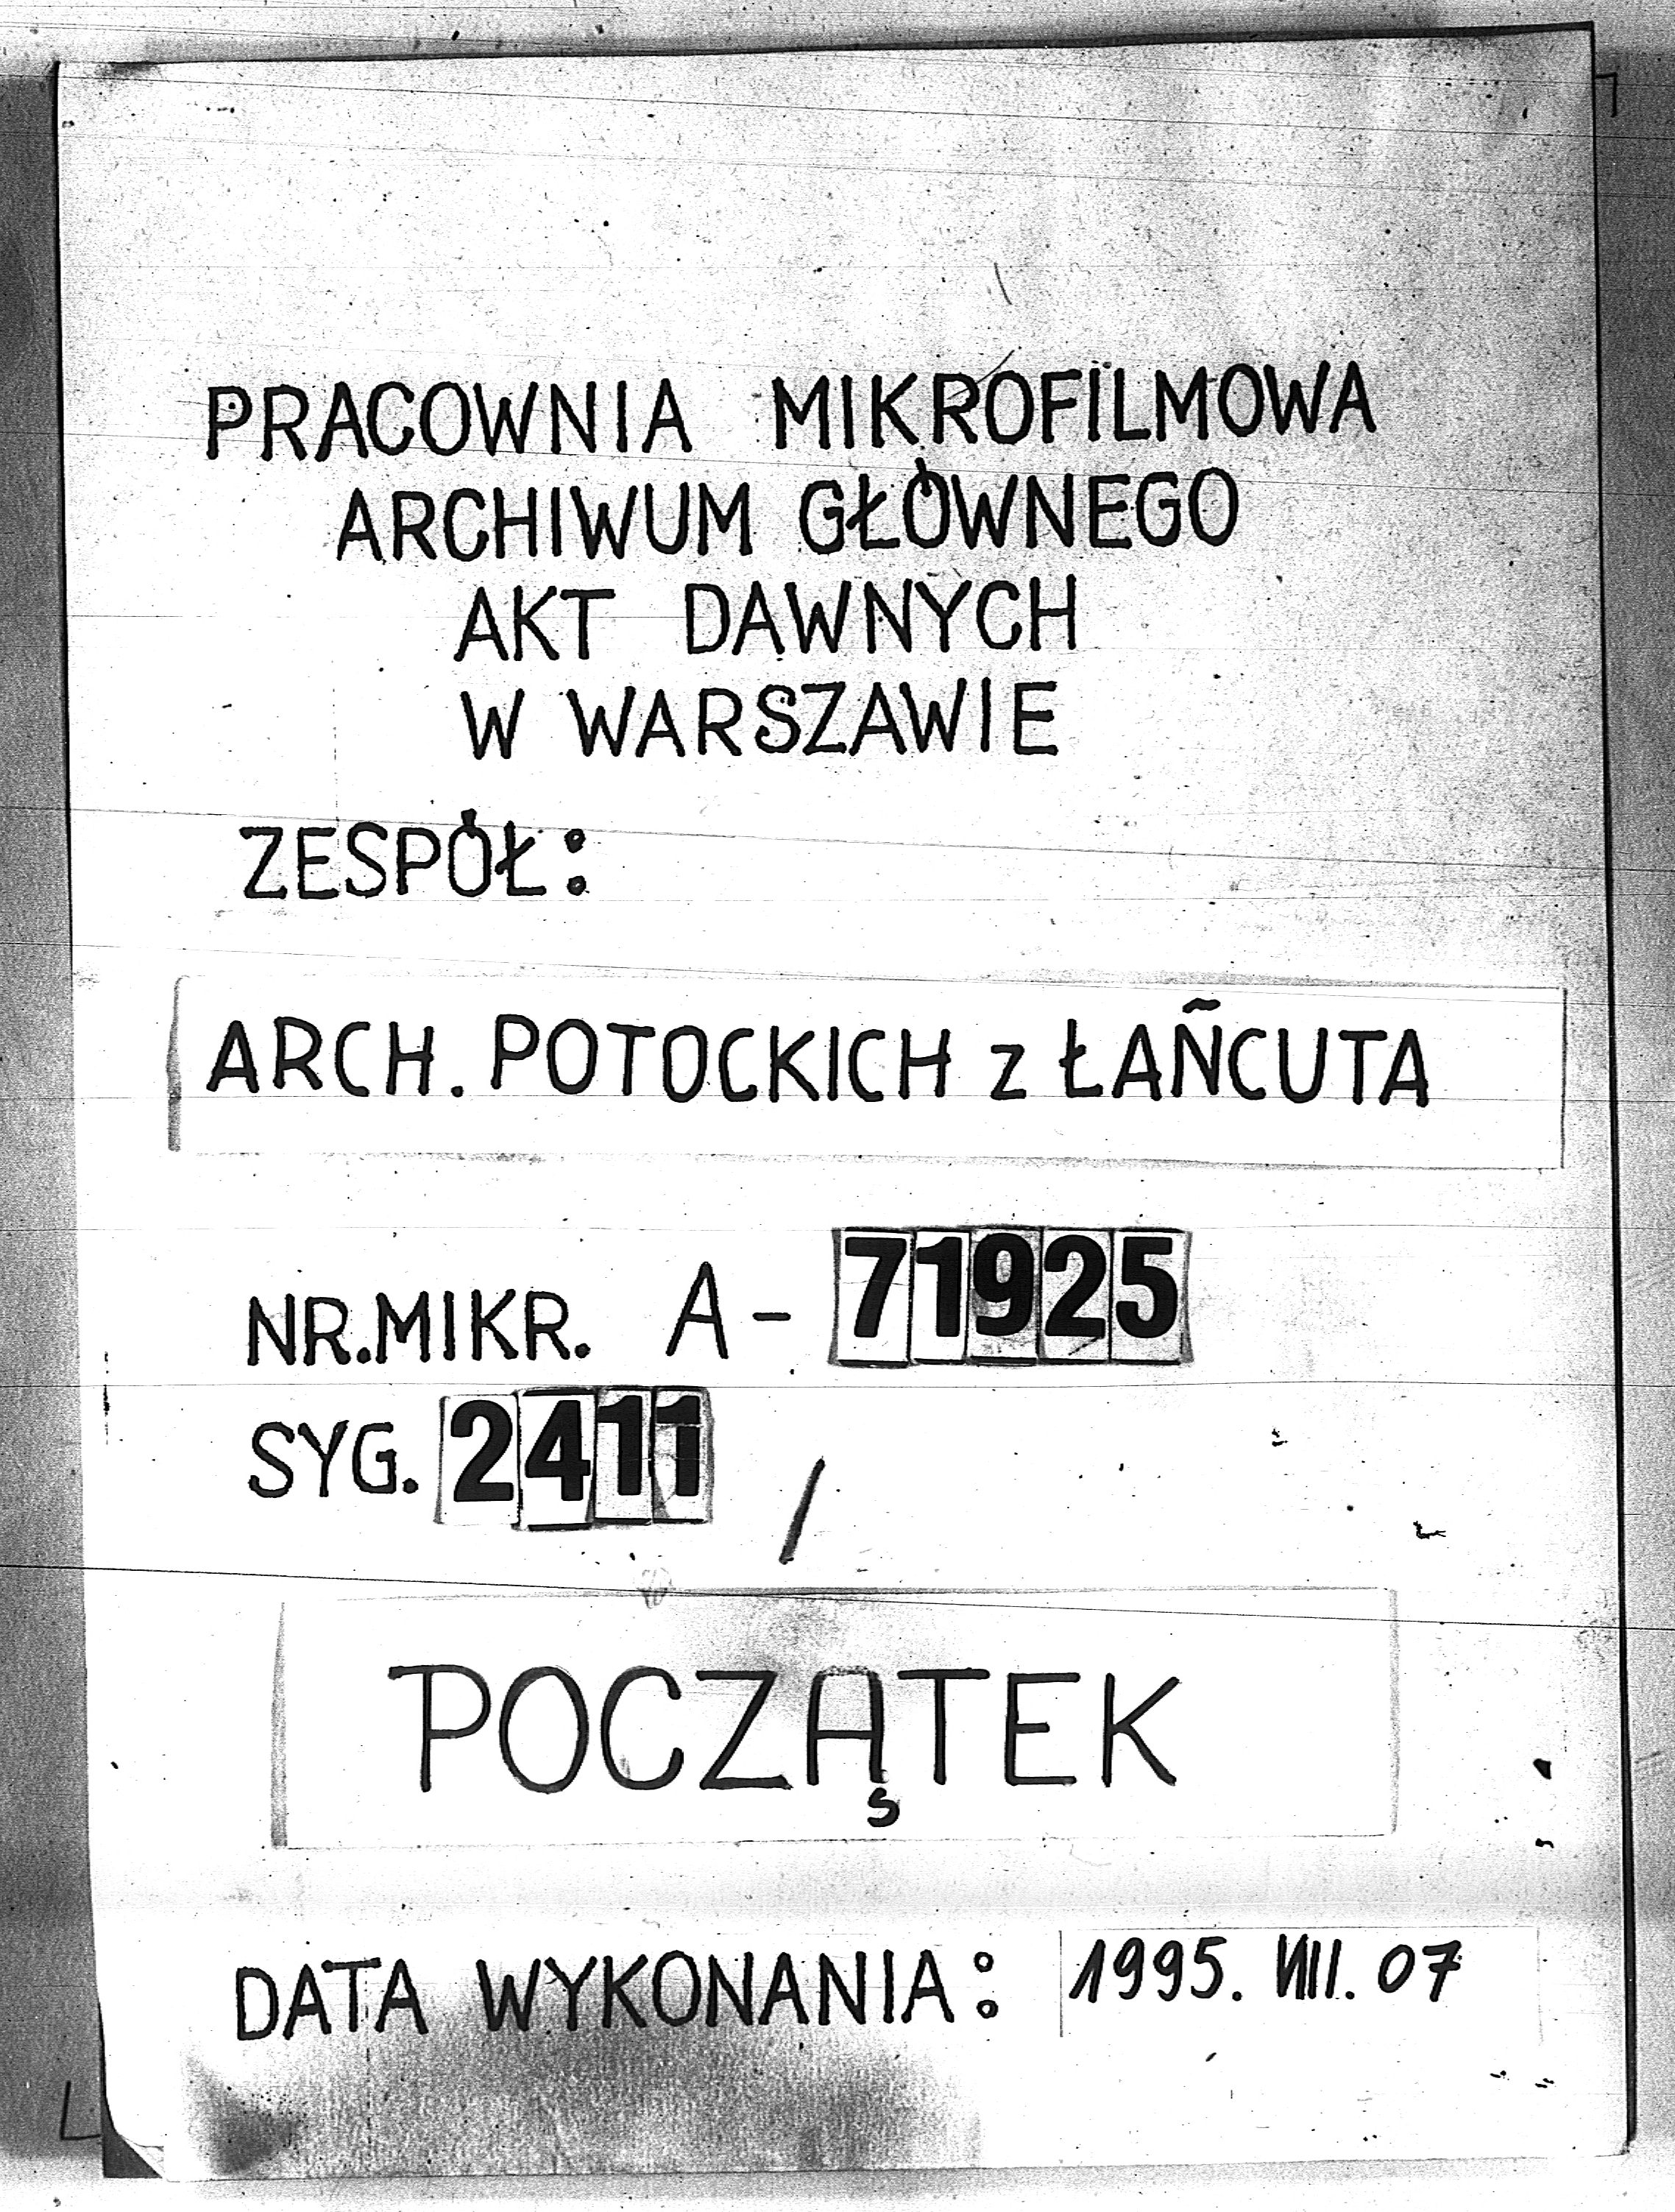 PRACOWNIA MIKROFILMOWA
ARCHIWUM GŁÓWNEGO
AKT DAWNYCH
W WARSZAWIE
ZESPÓŁ:
ARCH. POTOCKICH z ŁAŃCUTA
NR.MIKR. A-71925
SYG. 2411 /
POCZĄTEK
DATA WYKONANIA: 1995. VIII. 07